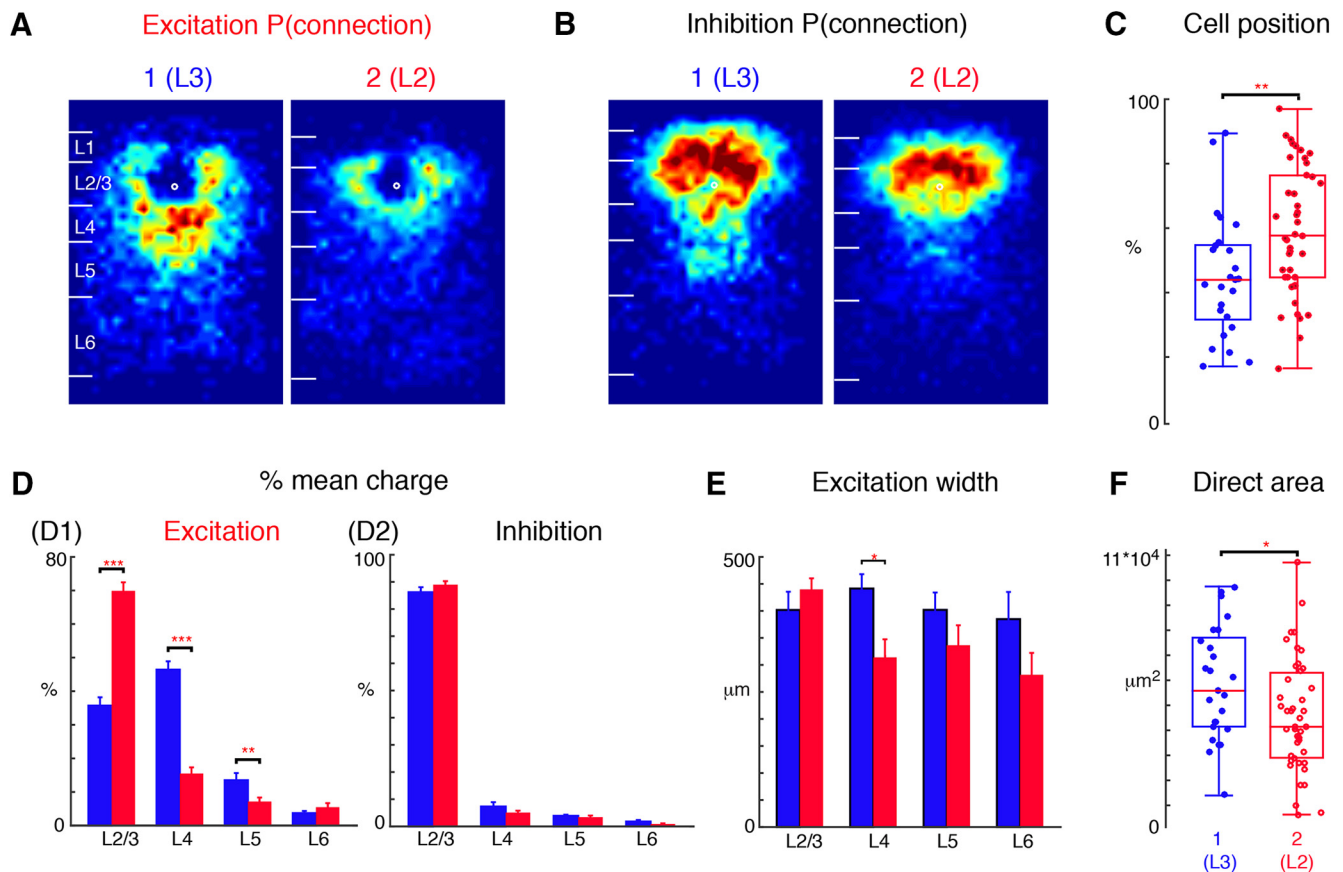 A Excitation P(connection)
1 (L3) 2 (L2)
L1
L2/3
L4
L5
L6
B Inhibition P(connection)
1 (L3) 2 (L2)
C Cell position
**
100
%
0
D % mean charge
(D1) Excitation
80
***
***
**
%
0
L2/3 L4 L5 L6
(D2) Inhibition
100
%
0
L2/3 L4 L5 L6
E Excitation width
500
*
μm
0
L2/3 L4 L5 L6
F Direct area
11*10⁴
*
μm²
0
1 2
(L3) (L2)